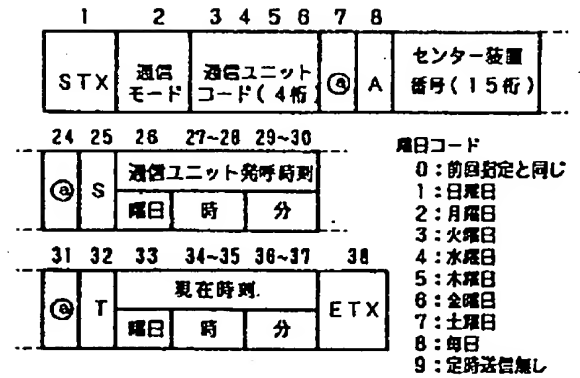 1 2 3 4 5 6 7 8
STX 通信モード 通信ユニットコード(4桁) ⓐ A センター装置番号(15桁)
24 25 26 27~28 29~30
ⓐ S 通信ユニット発呼時刻
曜日 時 分
31 32 33 34~35 36~37 38
ⓐ T 現在時刻. ETX
曜日 時 分
曜日コード
0:前回指定と同じ
1:日曜日
2:月曜日
3:火曜日
4:水曜日
5:木曜日
6:金曜日
7:土曜日
8:毎日
9:定時送信無し